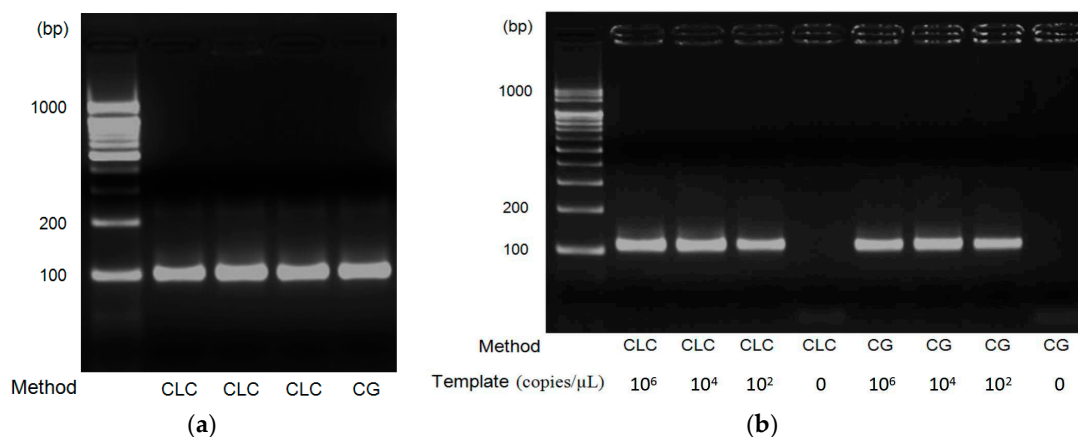 (bp)
1000
200
100
Method CLC CLC CLC CG
(a)
(bp)
1000
200
100
Method CLC CLC CLC CLC CG CG CG CG
Template (copies/μL) 10⁶ 10⁴ 10² 0 10⁶ 10⁴ 10² 0
(b)